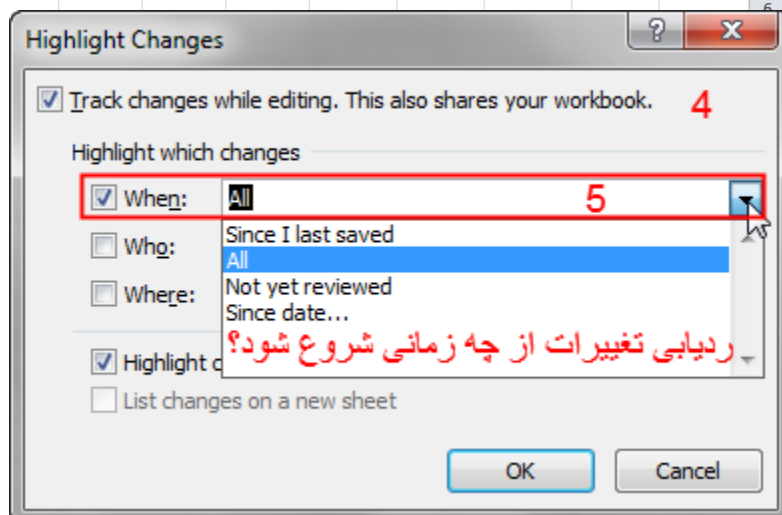 6
Highlight Changes
Track changes while editing. This also shares your workbook. 4
Highlight which changes
When: All 5
Since I last saved
Who:
All
Not yet reviewed
Where:
Since date...
ردیابی تغییرات از چه زمانی شروع شود؟
Highlight c
List changes on a new sheet
OK Cancel